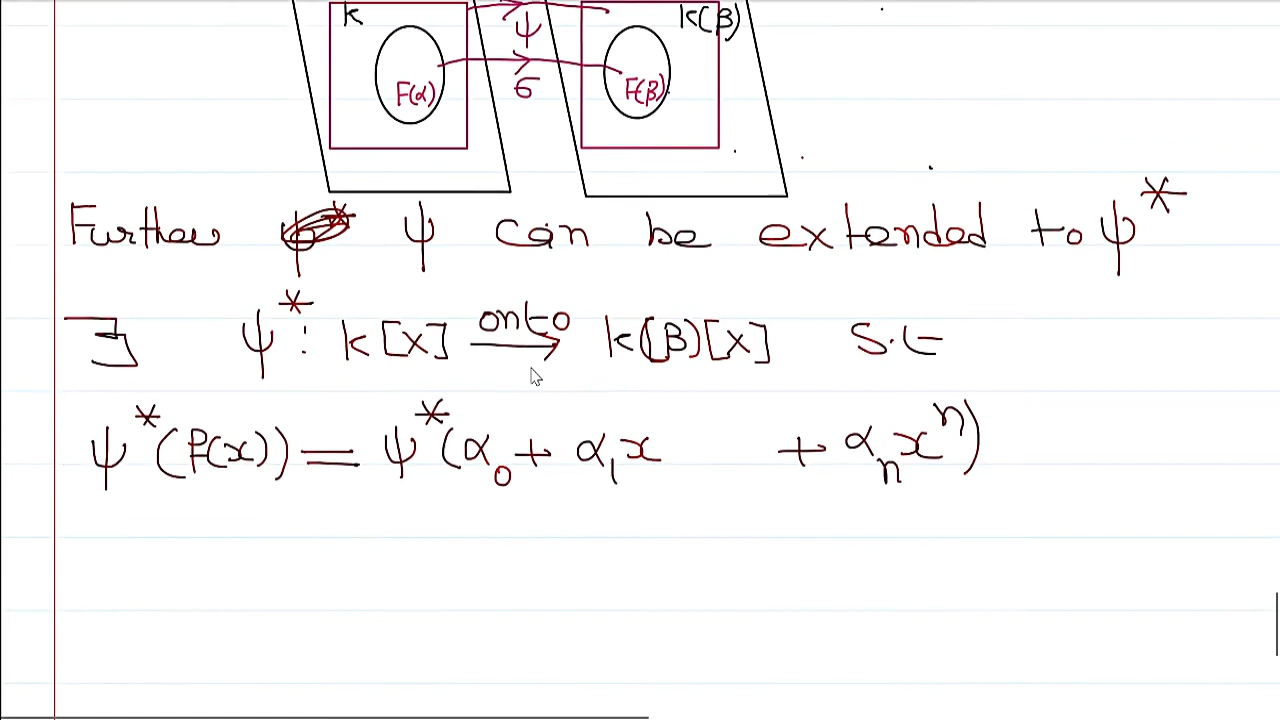 k ψ k(β)
F(α) σ F(β)
Further ψ can be extended to ψ*
∃ ψ* : k[x] onto→ k(β)[x] s.t
ψ*(f(x)) = ψ*(α₀ + α₁x + αₙxⁿ)